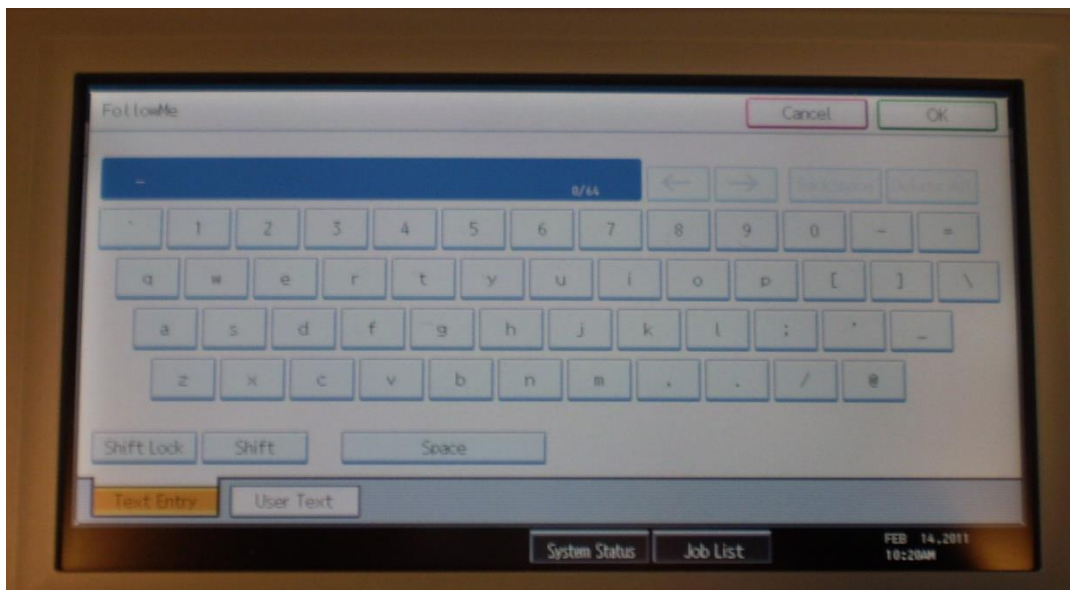 FollowMe Cancel OK
_ 0/64 ← → BackSpace Delete All
` 1 2 3 4 5 6 7 8 9 0 - =
q w e r t y u i o p [ ] \
a s d f g h j k l ; ' _
z x c v b n m , . / @
Shift Lock Shift Space
Text Entry User Text
System Status Job List FEB 14,2011
10:20AM